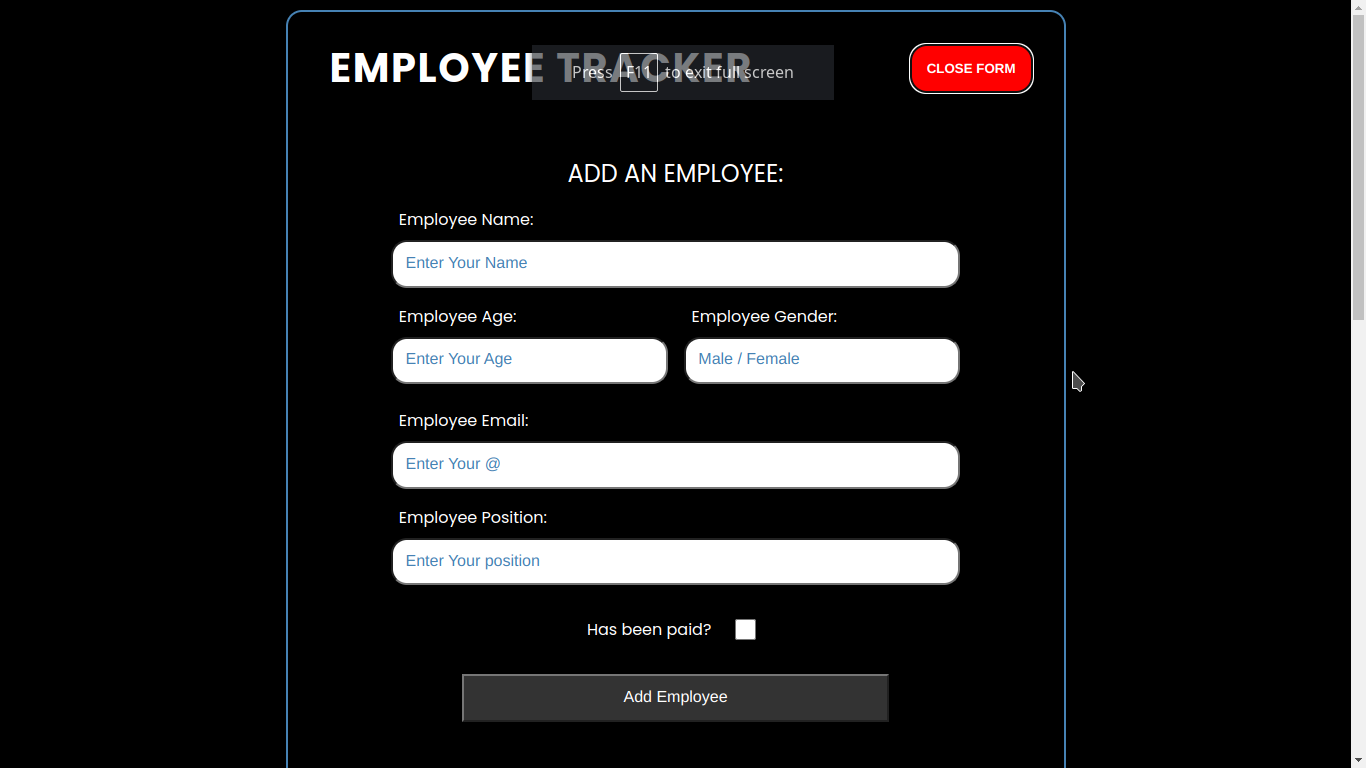 EMPLOYEE TRACKER
Press F11 to exit full screen
CLOSE FORM
ADD AN EMPLOYEE:
Employee Name:
Enter Your Name
Employee Age:
Employee Gender:
Enter Your Age
Male / Female
Employee Email:
Enter Your @
Employee Position:
Enter Your position
Has been paid?
Add Employee